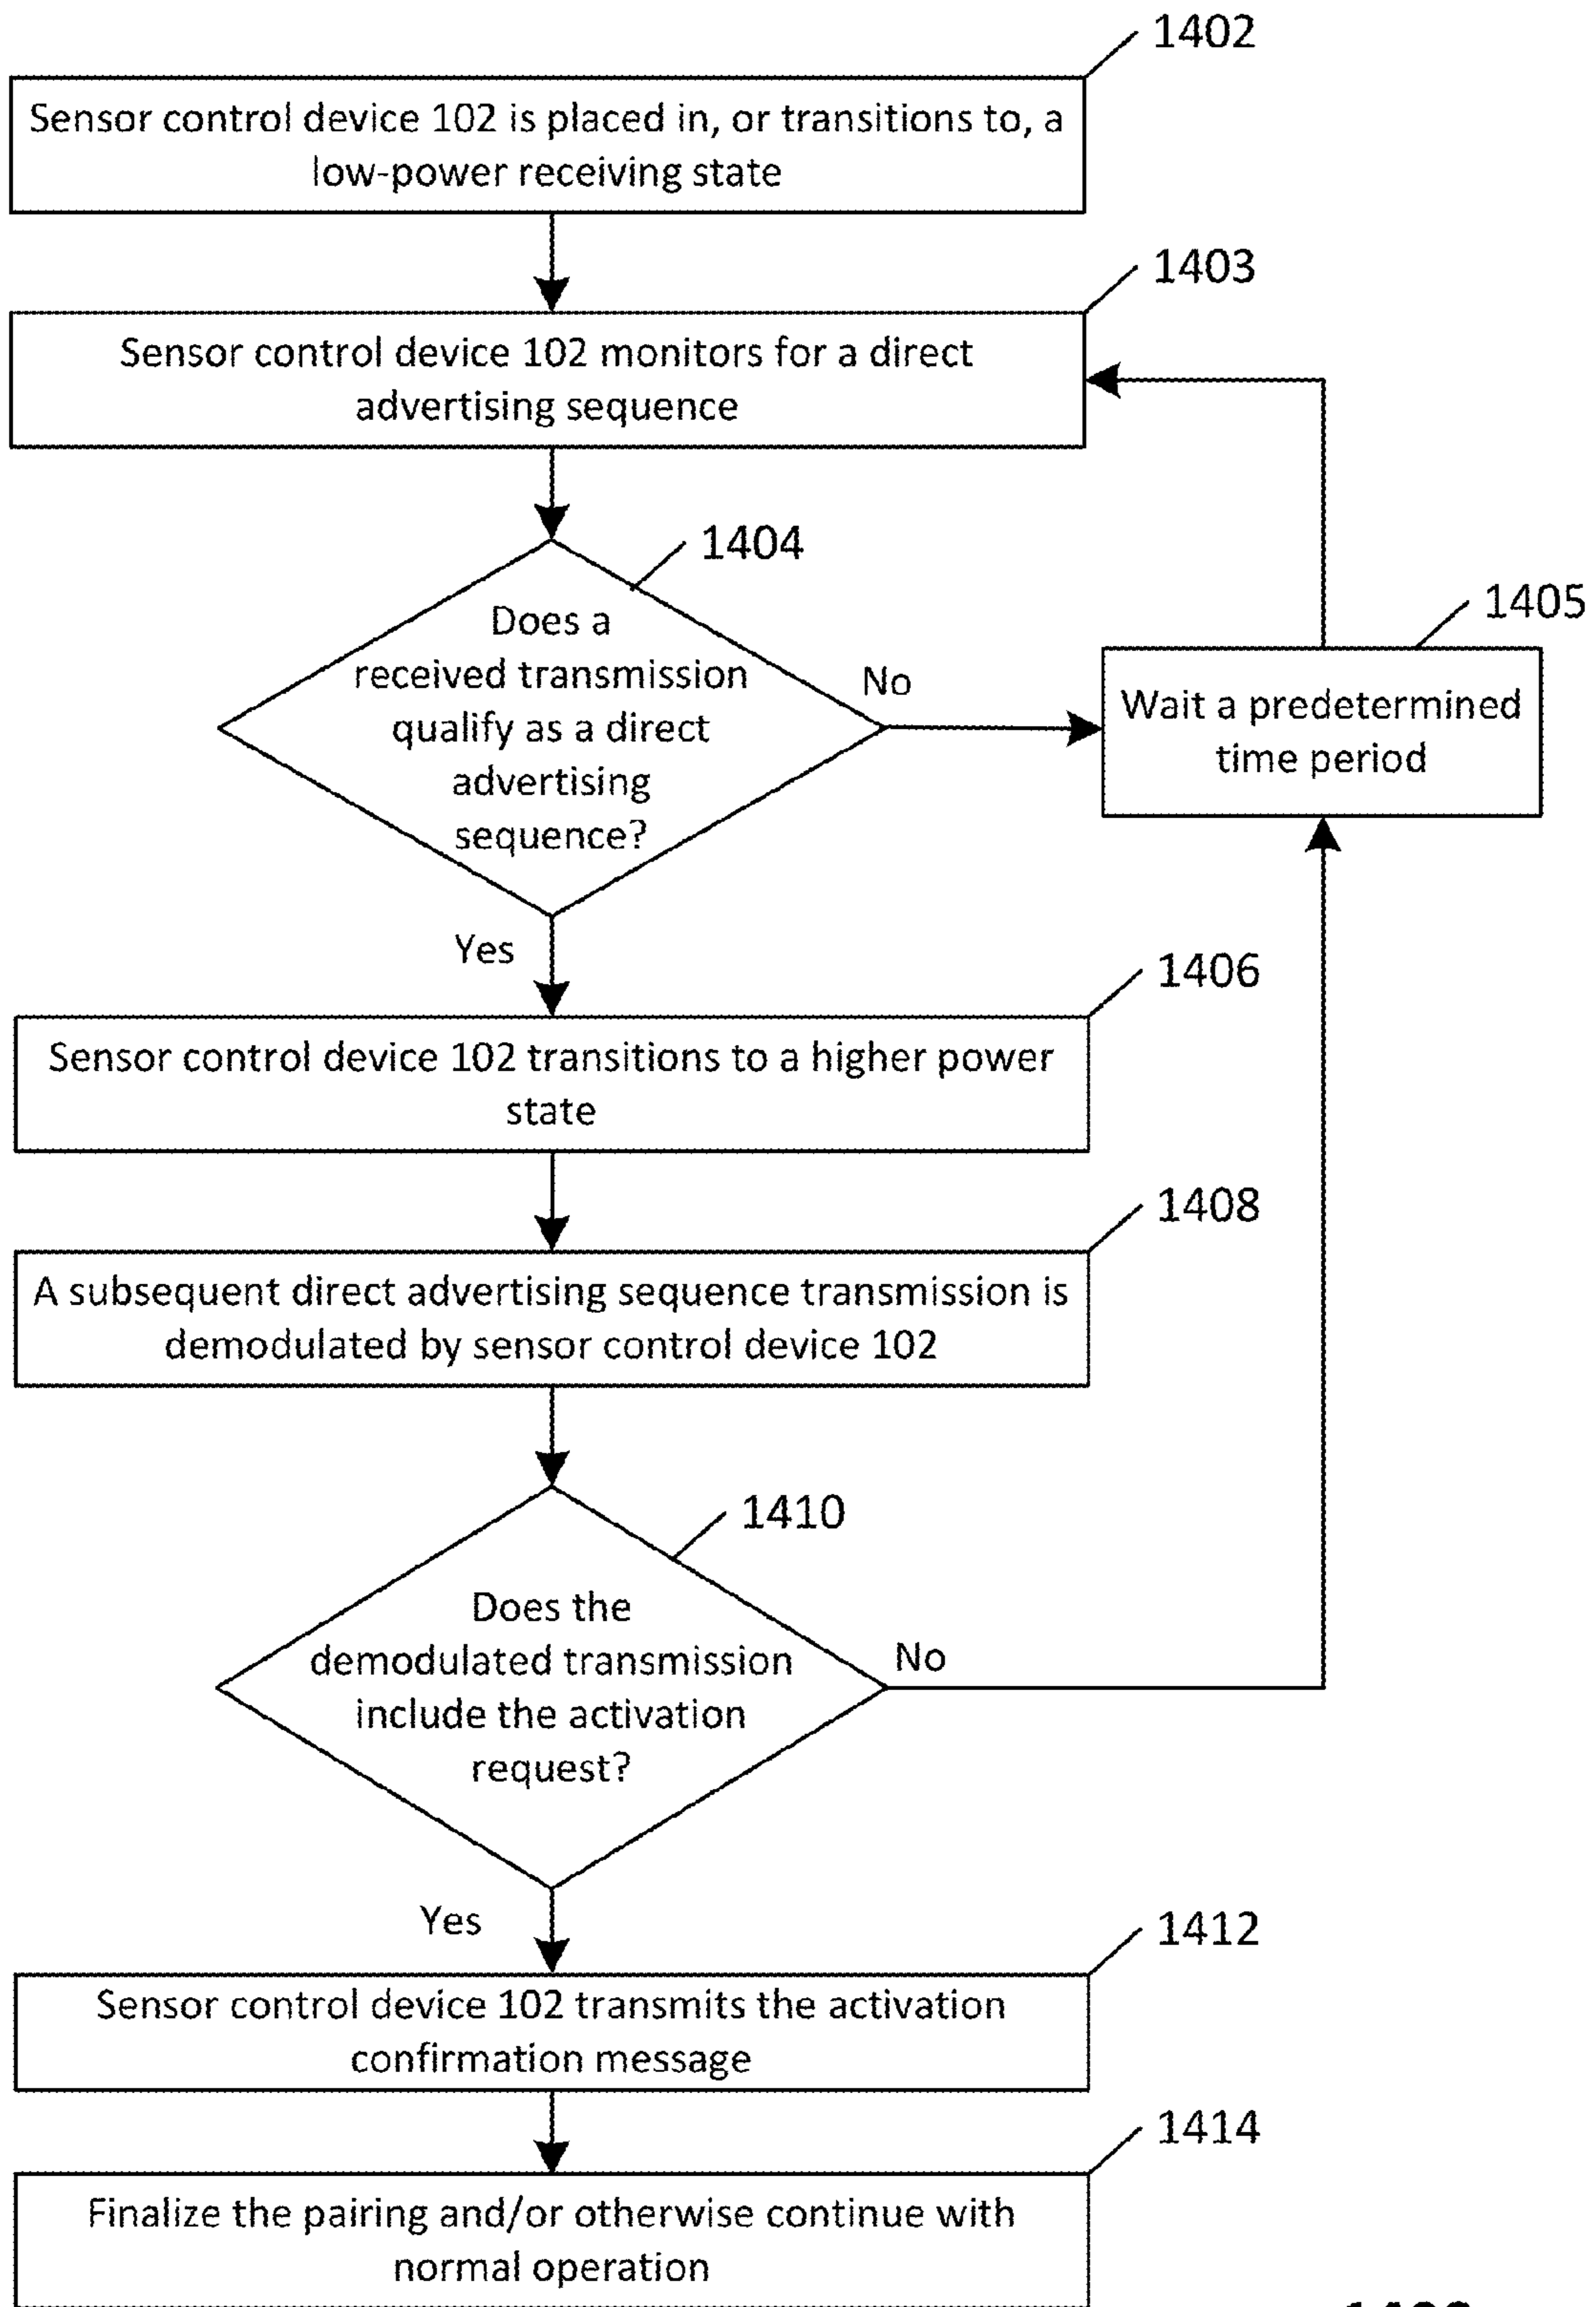 1402
Sensor control device 102 is placed in, or transitions to, a
low-power receiving state
1403
Sensor control device 102 monitors for a direct
advertising sequence
1404
Does a
received transmission
qualify as a direct
advertising
sequence?
No
1405
Wait a predetermined
time period
Yes
1406
Sensor control device 102 transitions to a higher power
state
1408
A subsequent direct advertising sequence transmission is
demodulated by sensor control device 102
1410
Does the
demodulated transmission
include the activation
request?
No
Yes
1412
Sensor control device 102 transmits the activation
confirmation message
1414
Finalize the pairing and/or otherwise continue with
normal operation